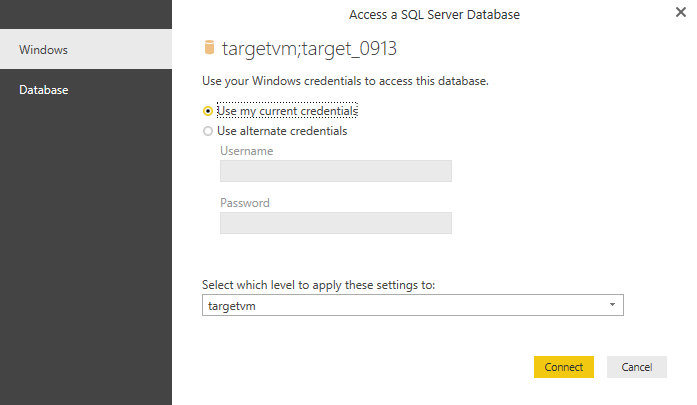 Access a SQL Server Database
Windows
Database
targetvm;target_0913
Use your Windows credentials to access this database.
Use my current credentials
Use alternate credentials
Username
Password
Select which level to apply these settings to:
targetvm
Connect
Cancel